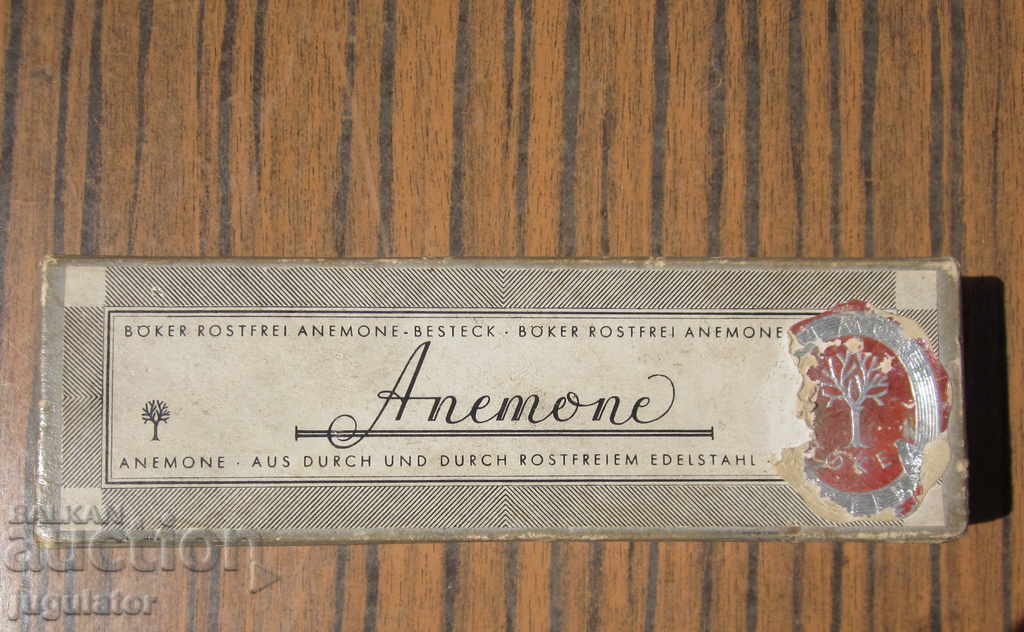 BÖKER ROSTFREI ANEMONE-BESTECK · BÖKER ROSTFREI ANEMONE
Anemone
ANEMONE · AUS DURCH UND DURCH ROSTFREIEM EDELSTAHL ·
BALKAN
auction
jugulator